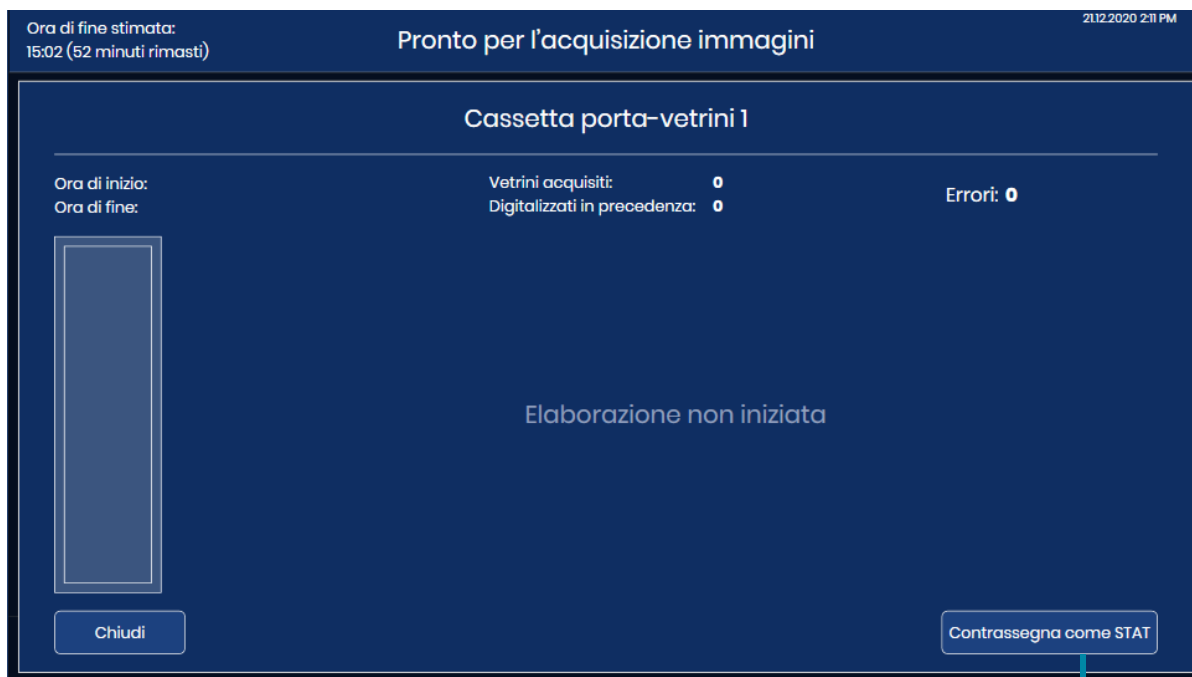 Ora di fine stimata:
15:02 (52 minuti rimasti)
Pronto per l'acquisizione immagini
21.12.2020 2:11 PM
Cassetta porta-vetrini 1
Ora di inizio:
Ora di fine:
Vetrini acquisiti: 0
Digitalizzati in precedenza: 0
Errori: 0
Elaborazione non iniziata
Chiudi
Contrassegna come STAT